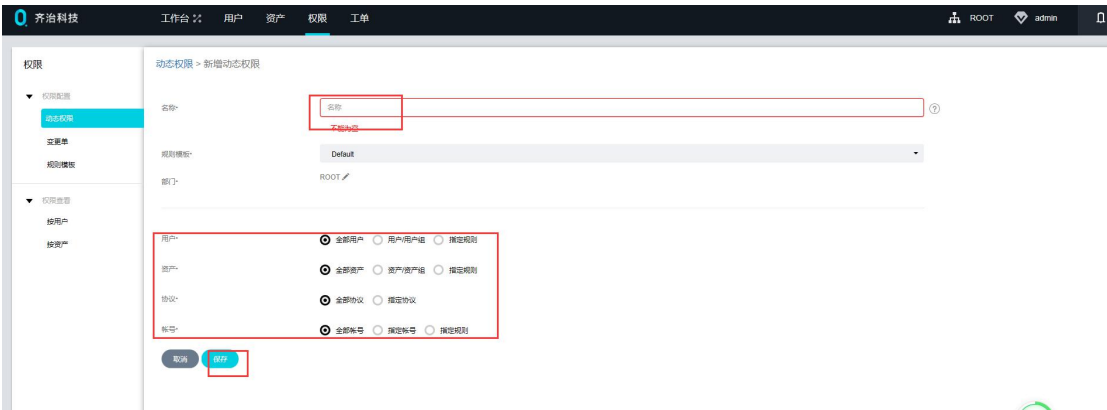 齐治科技 工作台 用户 资产 权限 工单 ROOT admin
权限 动态权限 > 新增动态权限
权限配置
动态权限
变更单
规则模板
权限查看
按用户
按资产
名称* 名称
不能为空
规则模板* Default
部门* ROOT
用户* 全部用户 用户/用户组 指定规则
资产* 全部资产 资产/资产组 指定规则
协议* 全部协议 指定协议
帐号* 全部帐号 指定帐号 指定规则
取消 保存